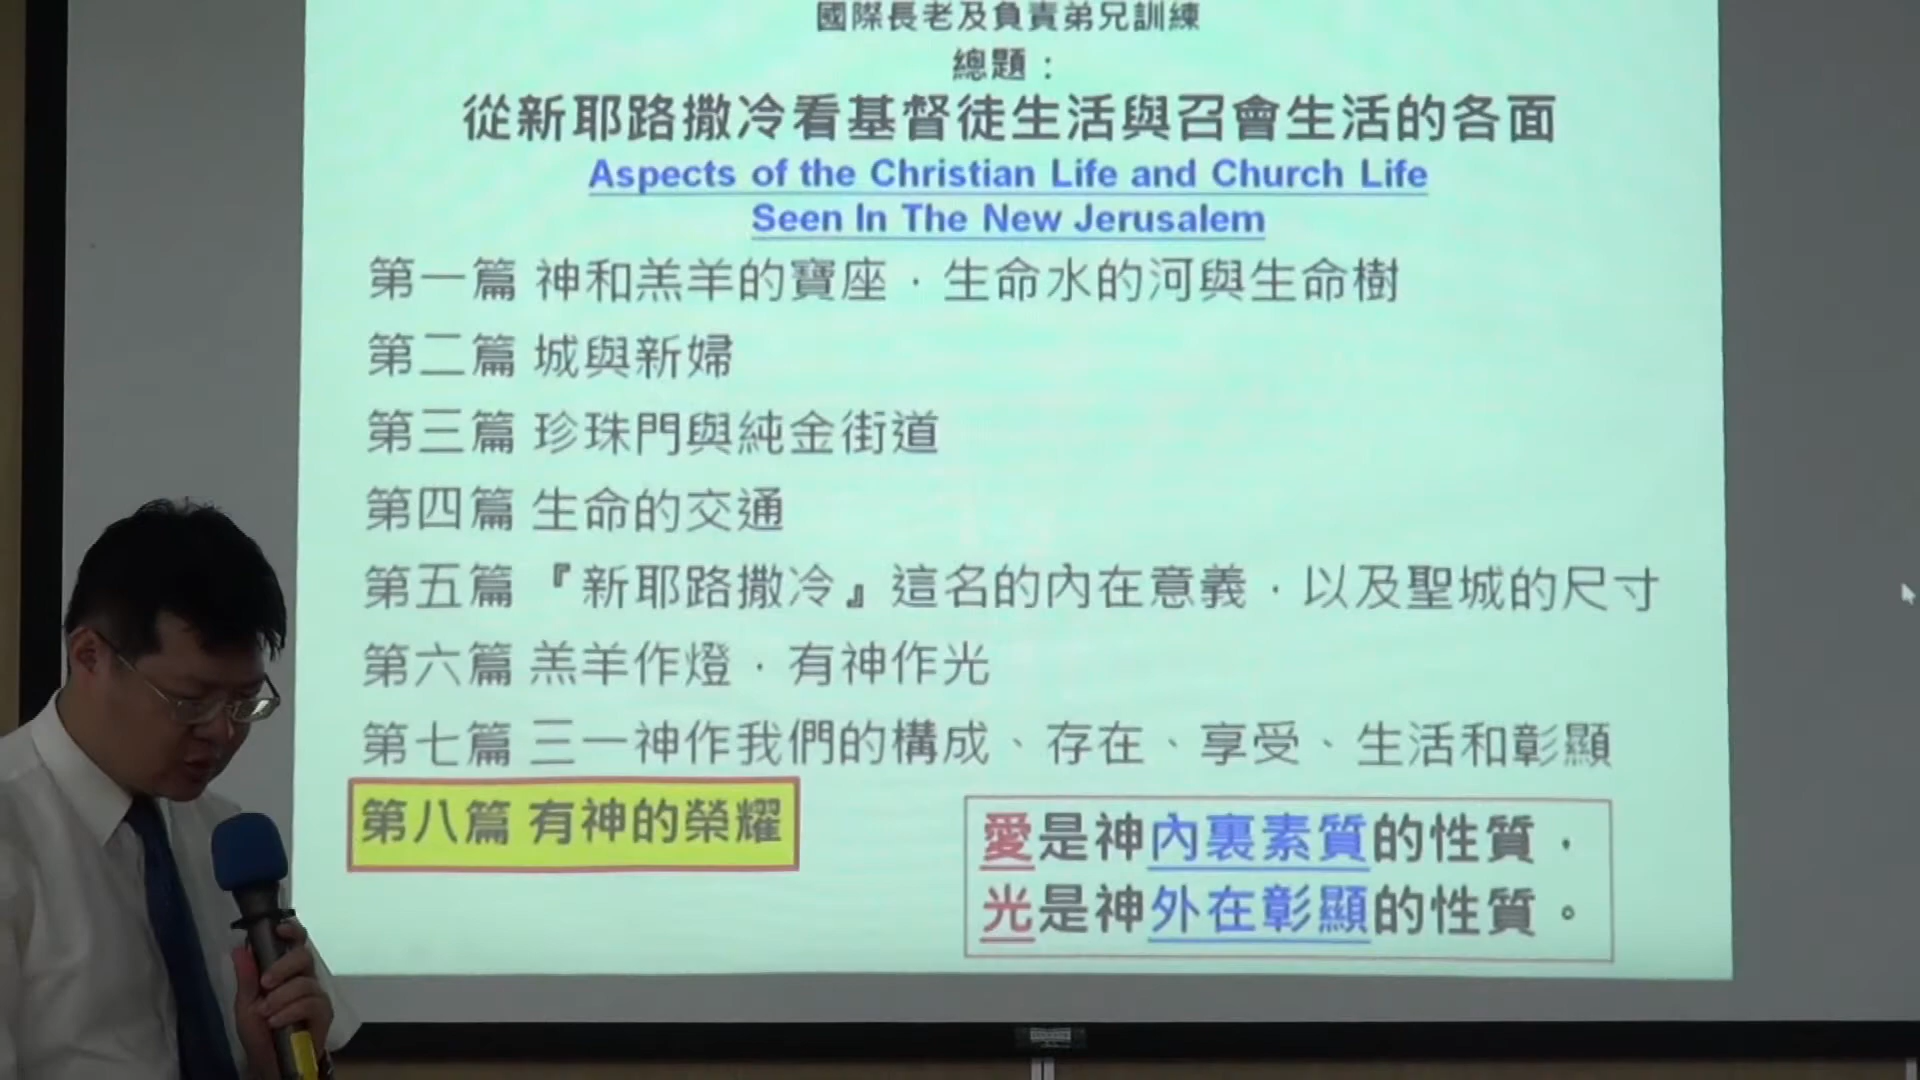 國際長老及負責弟兄訓練
總題：
從新耶路撒冷看基督徒生活與召會生活的各面
Aspects of the Christian Life and Church Life
Seen In The New Jerusalem
第一篇 神和羔羊的寶座，生命水的河與生命樹
第二篇 城與新婦
第三篇 珍珠門與純金街道
第四篇 生命的交通
第五篇 『新耶路撒冷』這名的內在意義，以及聖城的尺寸
第六篇 羔羊作燈，有神作光
第七篇 三一神作我們的構成、存在、享受、生活和彰顯
第八篇 有神的榮耀
愛是神內裏素質的性質，
光是神外在彰顯的性質。